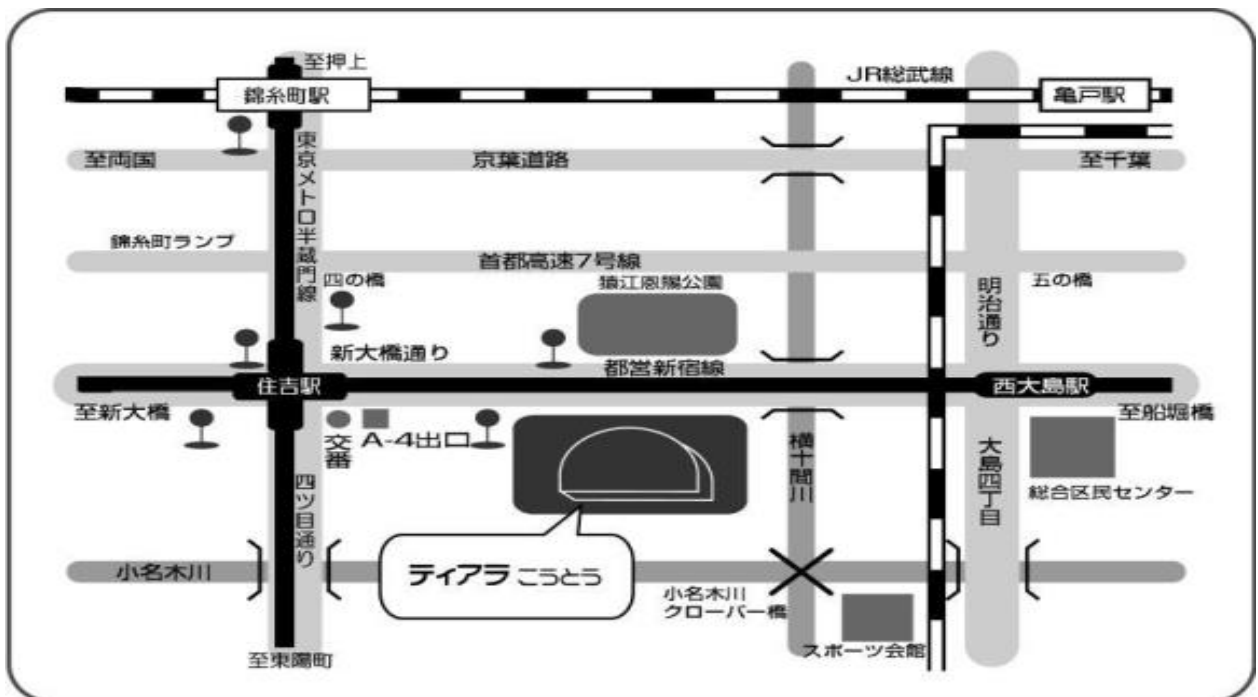 至押上
JR総武線
錦糸町駅
亀戸駅
至両国
京葉道路
至千葉
東京メトロ半蔵門線
錦糸町ランプ
首都高速7号線
四の橋
猿江恩賜公園
明治通り
五の橋
新大橋通り
都営新宿線
住吉駅
西大島駅
至新大橋
至船堀橋
交番
A-4出口
横十間川
大島四丁目
総合区民センター
四ツ目通り
小名木川
ティアラこうとう
小名木川
クローバー橋
スポーツ会館
至東陽町